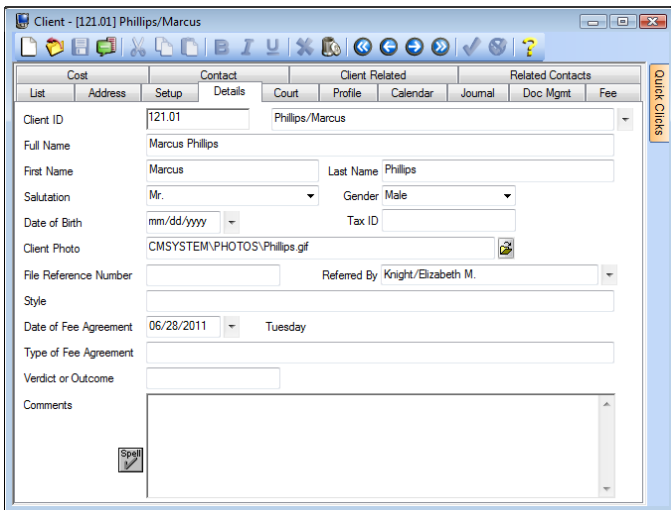 Client - [121.01] Phillips/Marcus
B I U
Cost Contact Client Related Related Contacts
List Address Setup Details Court Profile Calendar Journal Doc Mgmt Fee
Quick Clicks
Client ID 121.01 Phillips/Marcus
Full Name Marcus Phillips
First Name Marcus Last Name Phillips
Salutation Mr. Gender Male
Date of Birth mm/dd/yyyy Tax ID
Client Photo CMSYSTEM\PHOTOS\Phillips.gif
File Reference Number Referred By Knight/Elizabeth M.
Style
Date of Fee Agreement 06/28/2011 Tuesday
Type of Fee Agreement
Verdict or Outcome
Comments
Spell